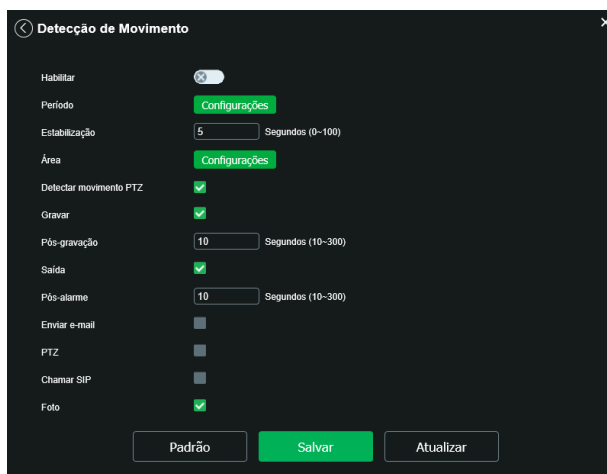 Detecção de Movimento
Habilitar
Período Configurações
Estabilização 5 Segundos (0~100)
Área Configurações
Detectar movimento PTZ
Gravar
Pós-gravação 10 Segundos (10~300)
Saída
Pós-alarme 10 Segundos (10~300)
Enviar e-mail
PTZ
Chamar SIP
Foto
Padrão Salvar Atualizar